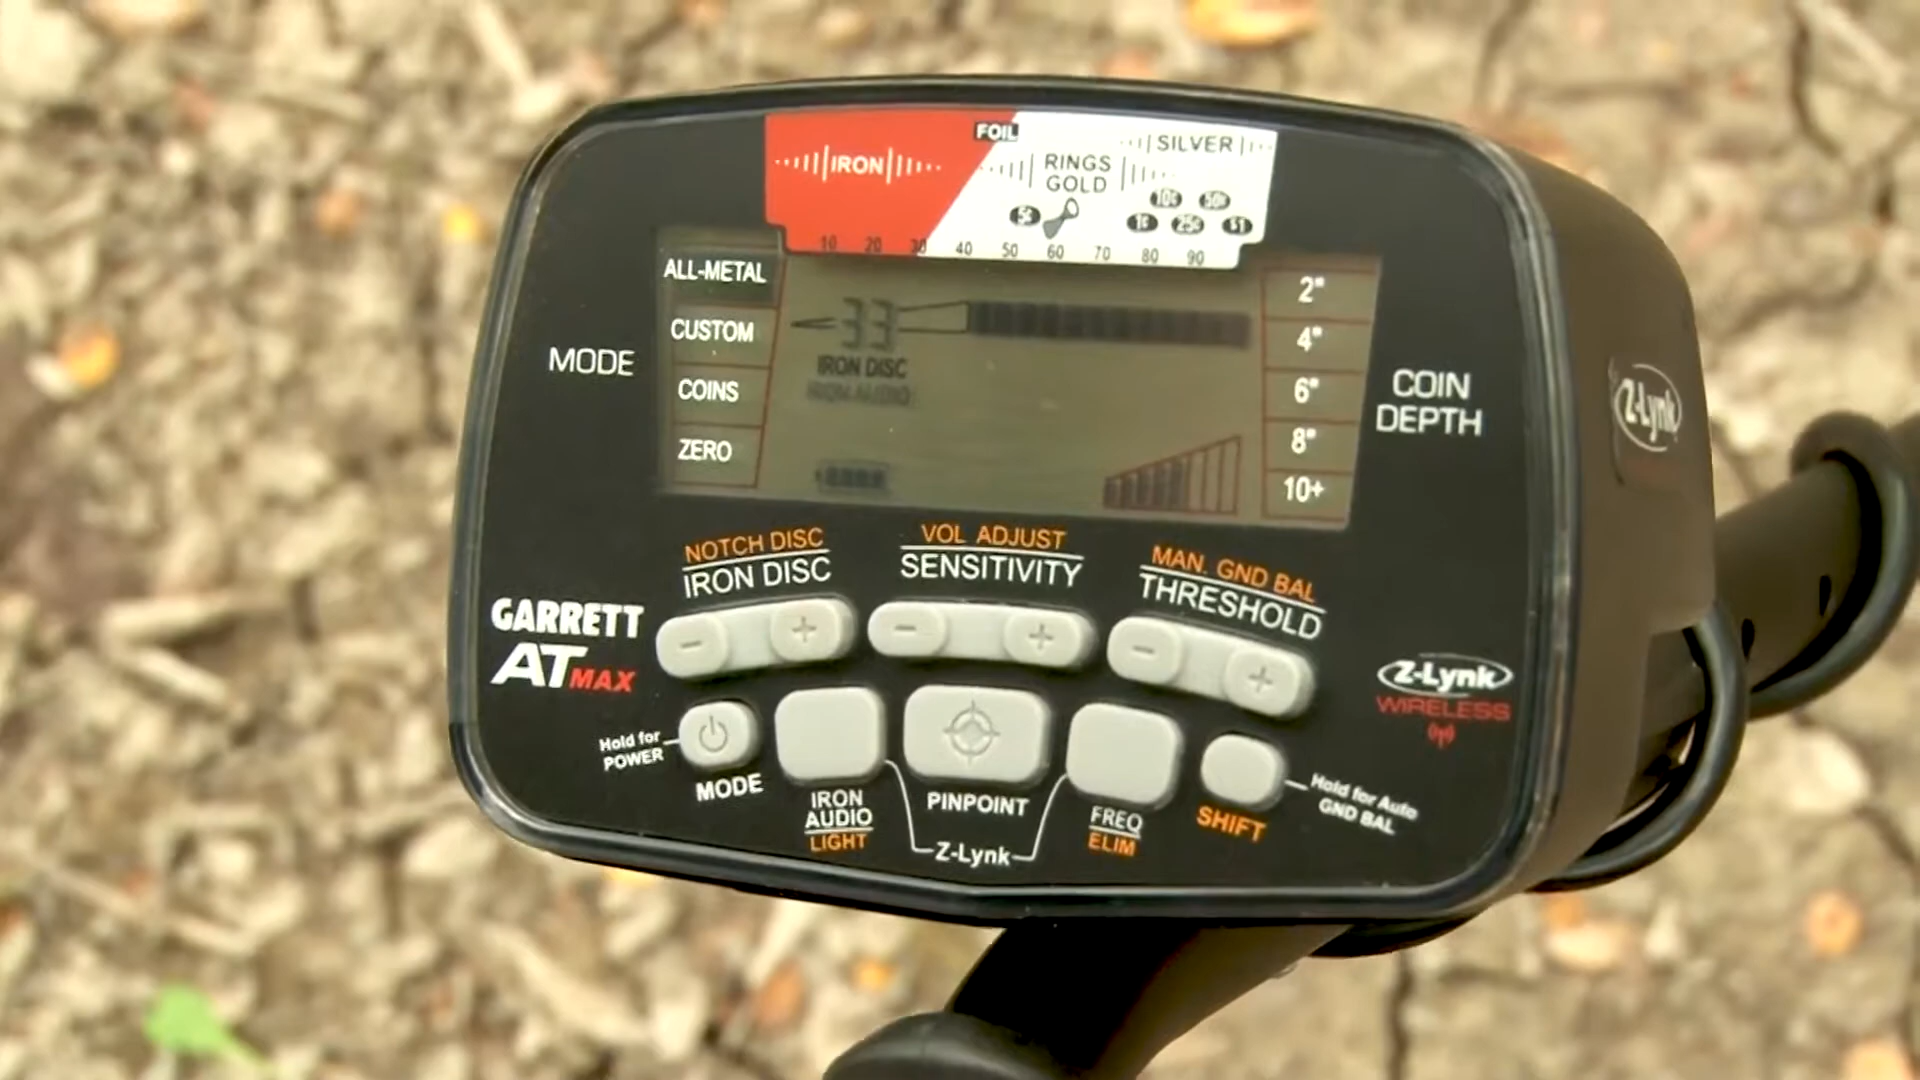 FOIL
IRON
RINGS
GOLD
SILVER
10¢ 50¢
5¢ 1¢ 25¢ $1
10 20 30 40 50 60 70 80 90
MODE
ALL-METAL
CUSTOM
COINS
ZERO
33
IRON DISC
IRON AUDIO
2"
4"
6"
8"
10+
COIN
DEPTH
Z-Lynk
NOTCH DISC
IRON DISC
VOL ADJUST
SENSITIVITY
MAN. GND BAL
THRESHOLD
- +
- +
- +
GARRETT
AT MAX
Z-Lynk
WIRELESS
Hold for
POWER
MODE
IRON
AUDIO
LIGHT
PINPOINT
Z-Lynk
FREQ
ELIM
SHIFT
Hold for Auto
GND BAL